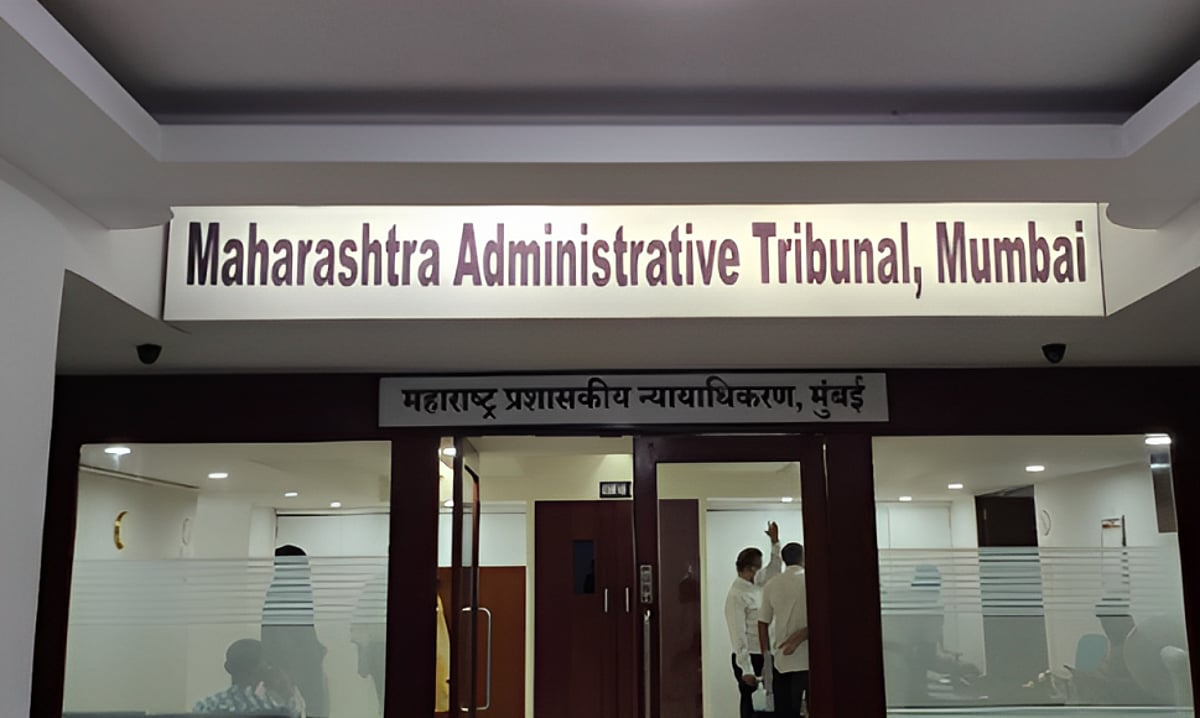 Maharashtra Administrative Tribunal, Mumbai
महाराष्ट्र प्रशासकीय न्यायाधिकरण, मुंबई